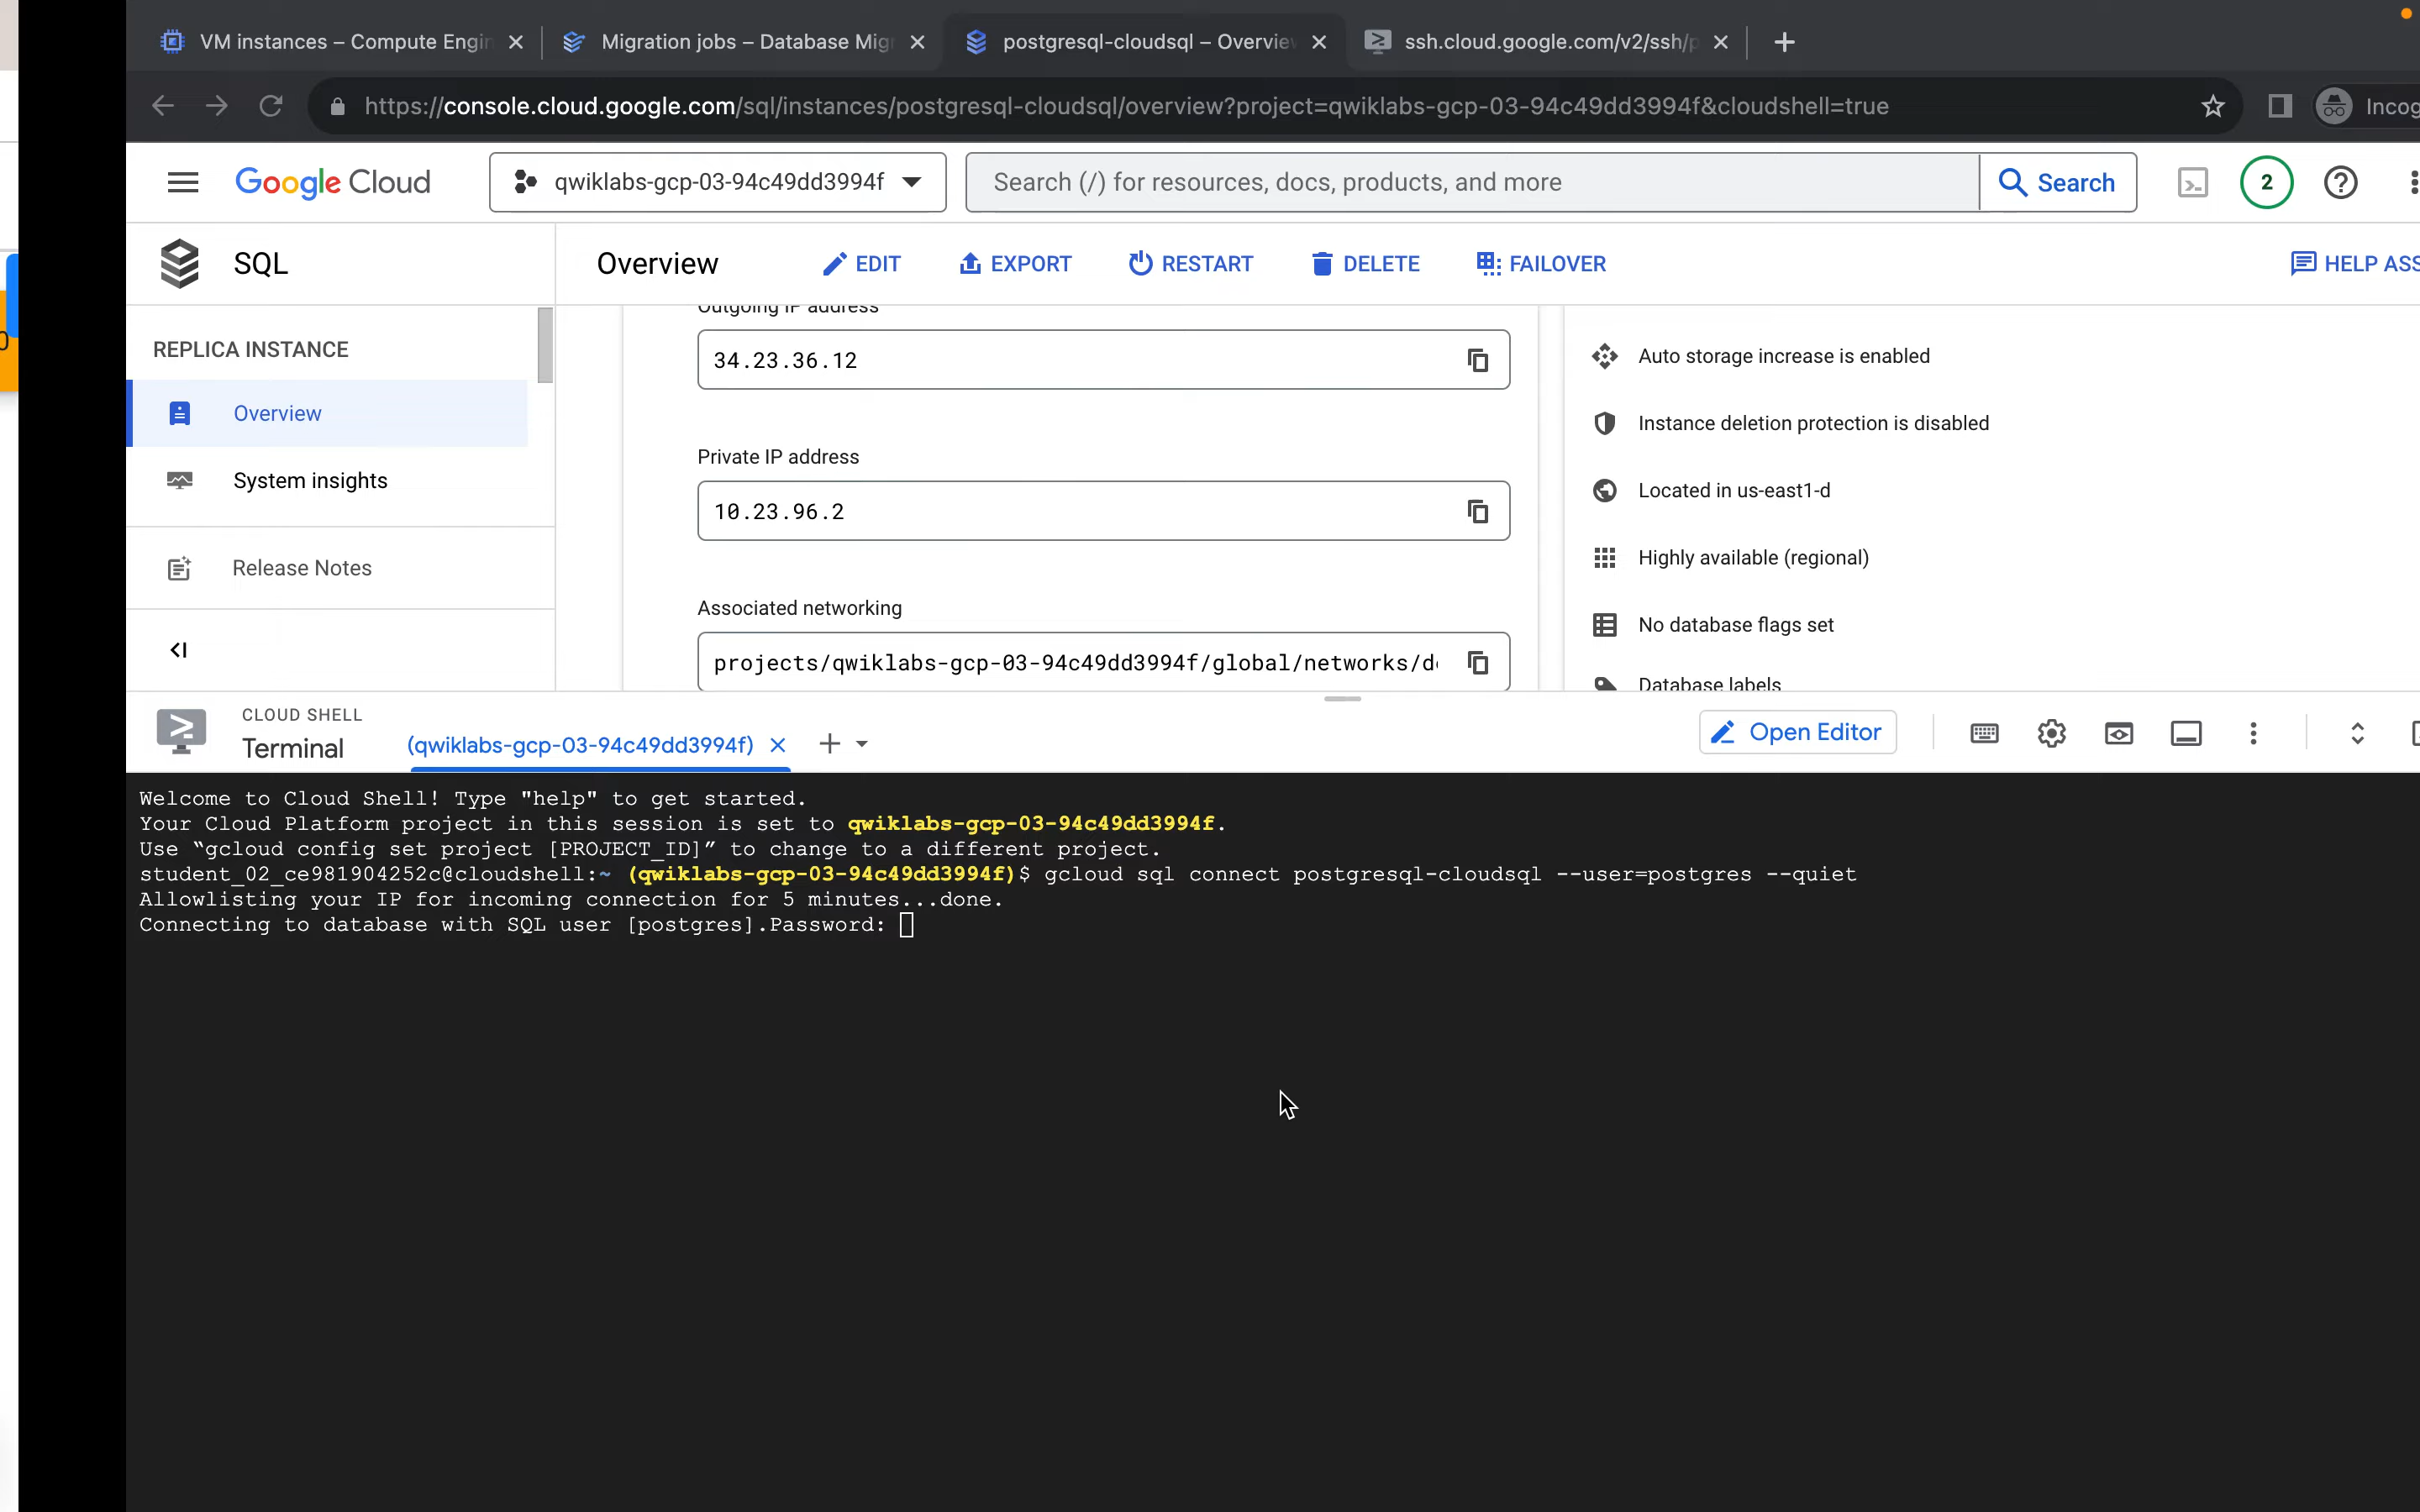 VM instances – Compute Engin
Migration jobs – Database Mig
postgresql-cloudsql – Overview
ssh.cloud.google.com/v2/ssh/p
https://console.cloud.google.com/sql/instances/postgresql-cloudsql/overview?project=qwiklabs-gcp-03-94c49dd3994f&cloudshell=true
Incog
Google Cloud
qwiklabs-gcp-03-94c49dd3994f
Search (/) for resources, docs, products, and more
Search
2
SQL
Overview
EDIT
EXPORT
RESTART
DELETE
FAILOVER
HELP ASS
REPLICA INSTANCE
Overview
System insights
Release Notes
Outgoing IP address
34.23.36.12
Private IP address
10.23.96.2
Associated networking
projects/qwiklabs-gcp-03-94c49dd3994f/global/networks/de
Auto storage increase is enabled
Instance deletion protection is disabled
Located in us-east1-d
Highly available (regional)
No database flags set
Database labels
CLOUD SHELL
Terminal
(qwiklabs-gcp-03-94c49dd3994f)
Open Editor
Welcome to Cloud Shell! Type "help" to get started.
Your Cloud Platform project in this session is set to qwiklabs-gcp-03-94c49dd3994f.
Use “gcloud config set project [PROJECT_ID]” to change to a different project.
student_02_ce981904252c@cloudshell:~ (qwiklabs-gcp-03-94c49dd3994f)$ gcloud sql connect postgresql-cloudsql --user=postgres --quiet
Allowlisting your IP for incoming connection for 5 minutes...done.
Connecting to database with SQL user [postgres].Password: